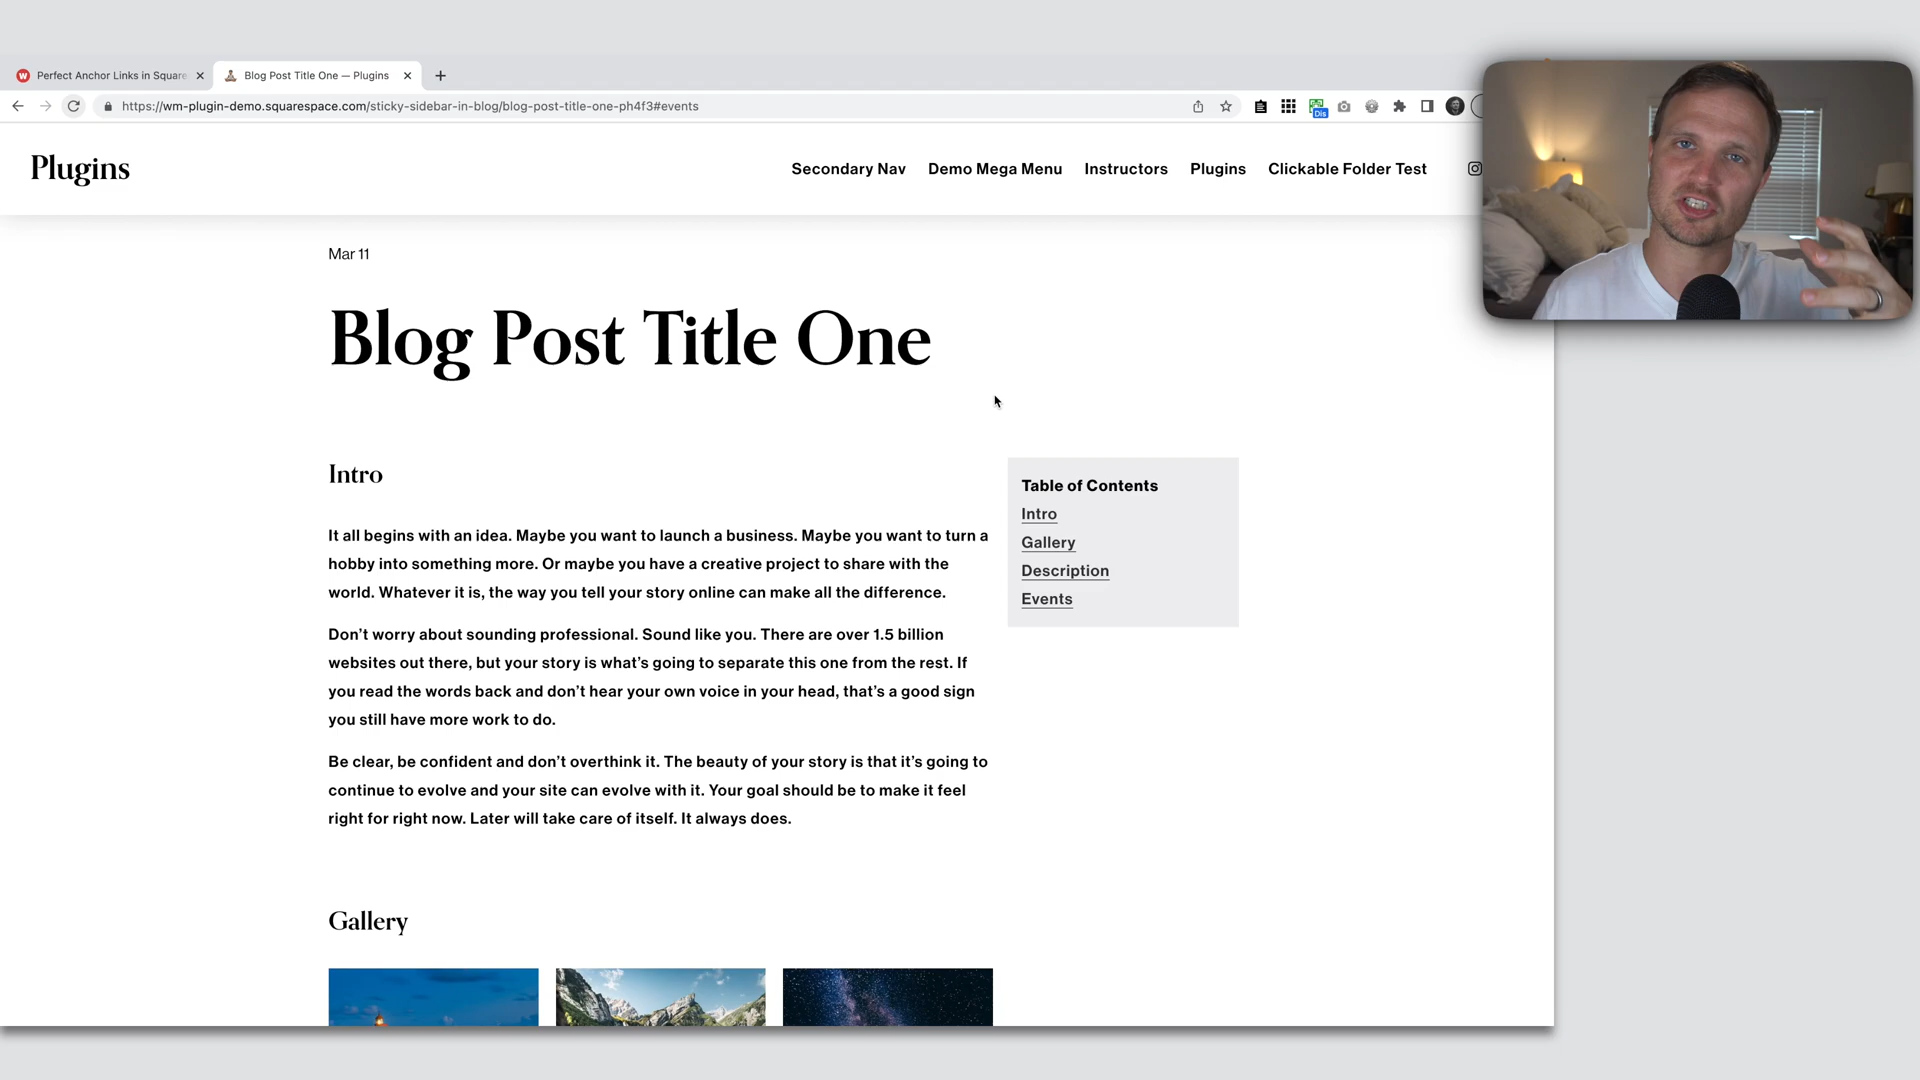 Perfect Anchor Links in Square
Blog Post Title One — Plugins
https://wm-plugin-demo.squarespace.com/sticky-sidebar-in-blog/blog-post-title-one-ph4f3#events
Dis
Plugins
Secondary Nav
Demo Mega Menu
Instructors
Plugins
Clickable Folder Test
Mar 11
Blog Post Title One
Intro
It all begins with an idea. Maybe you want to launch a business. Maybe you want to turn a
hobby into something more. Or maybe you have a creative project to share with the
world. Whatever it is, the way you tell your story online can make all the difference.
Don’t worry about sounding professional. Sound like you. There are over 1.5 billion
websites out there, but your story is what’s going to separate this one from the rest. If
you read the words back and don’t hear your own voice in your head, that’s a good sign
you still have more work to do.
Be clear, be confident and don’t overthink it. The beauty of your story is that it’s going to
continue to evolve and your site can evolve with it. Your goal should be to make it feel
right for right now. Later will take care of itself. It always does.
Table of Contents
Intro
Gallery
Description
Events
Gallery